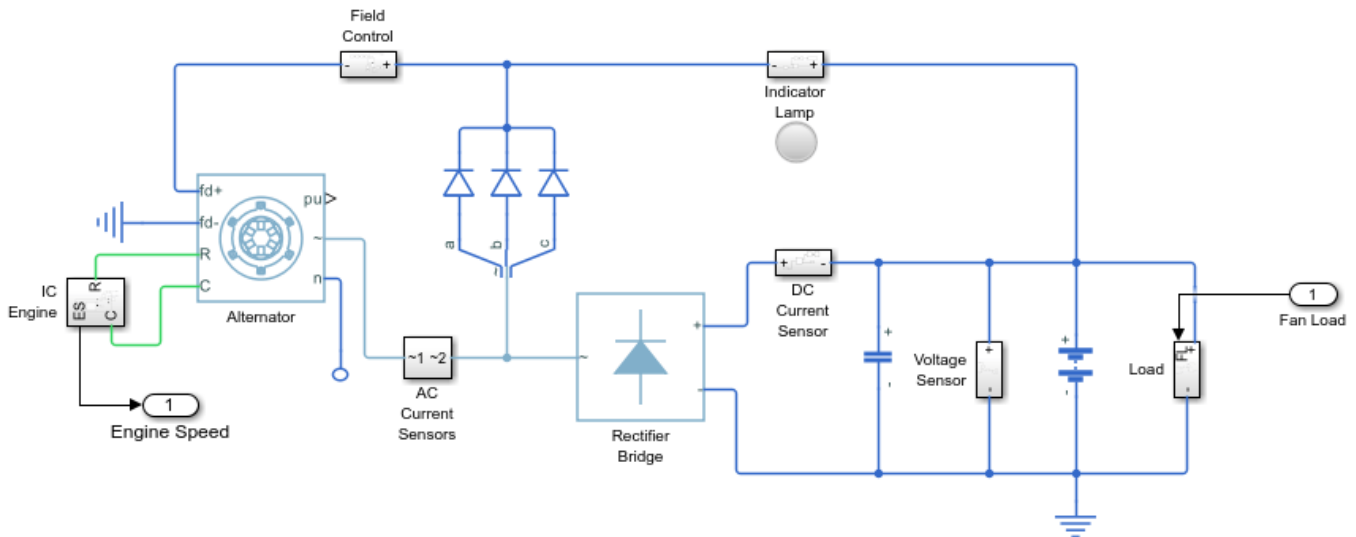 Field
Control
- +
- +
Indicator
Lamp
fd+
fd-
R
C
pu
~
n
Alternator
a
b
c
~
IC
Engine
R
ES
C
1
Engine Speed
~1 ~2
AC
Current
Sensors
~
+
-
Rectifier
Bridge
+ -
DC
Current
Sensor
+
-
Voltage
Sensor
+
-
+
-
Load
FL
+
-
1
Fan Load